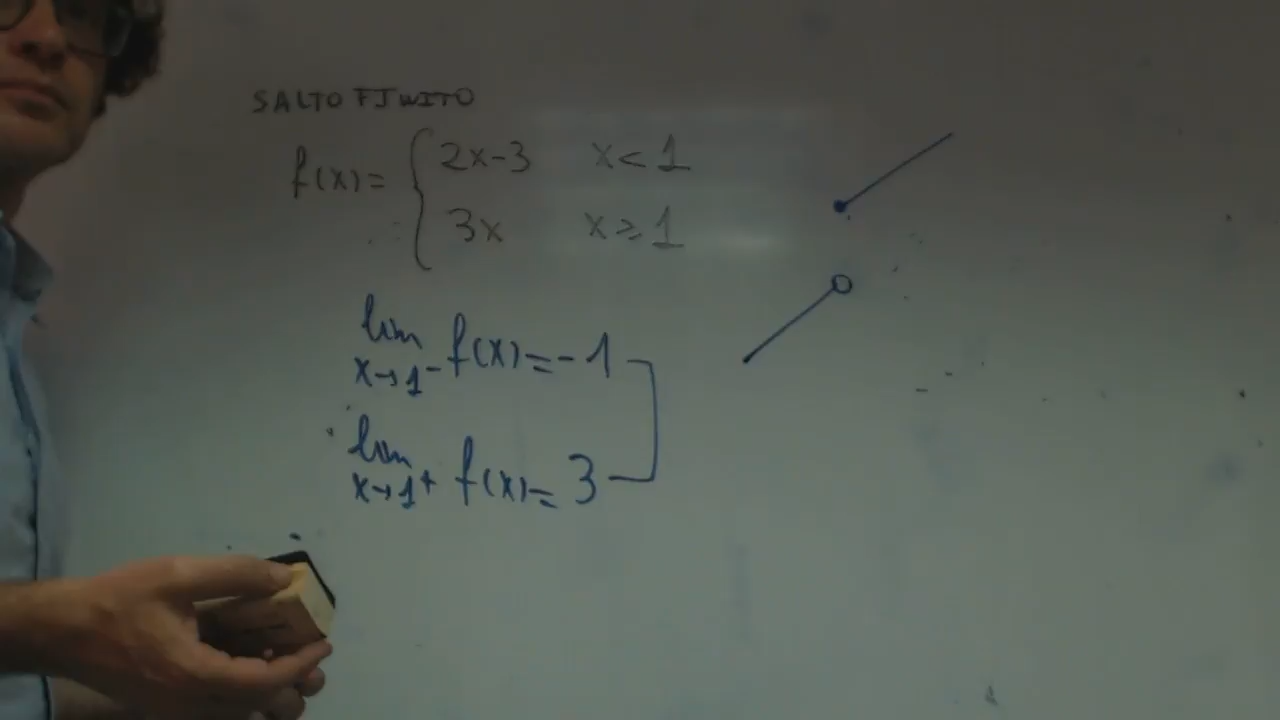 SALTO FINITO
f(x)= { 2x-3 x<1
3x x≥1
lim x→1⁻ f(x)=-1
lim x→1⁺ f(x)=3